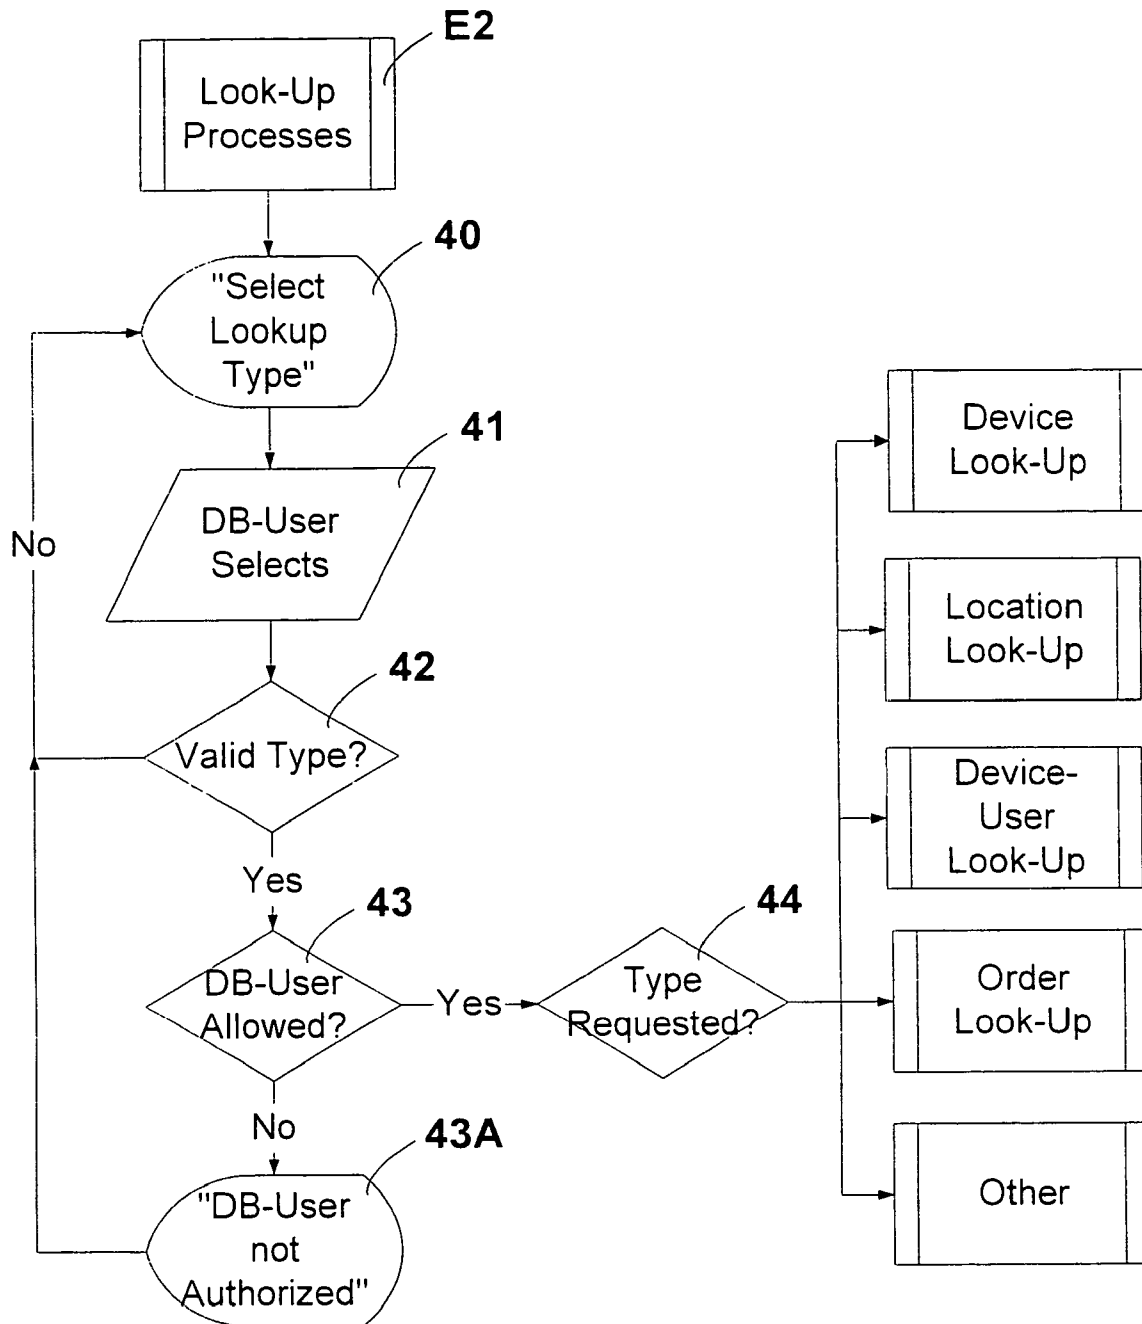 E2
Look-Up
Processes
40
"Select
Lookup
Type"
41
DB-User
Selects
No
42
Valid Type?
Yes
43
DB-User
Allowed?
Yes
44
Type
Requested?
No
43A
"DB-User
not
Authorized"
Device
Look-Up
Location
Look-Up
Device-
User
Look-Up
Order
Look-Up
Other